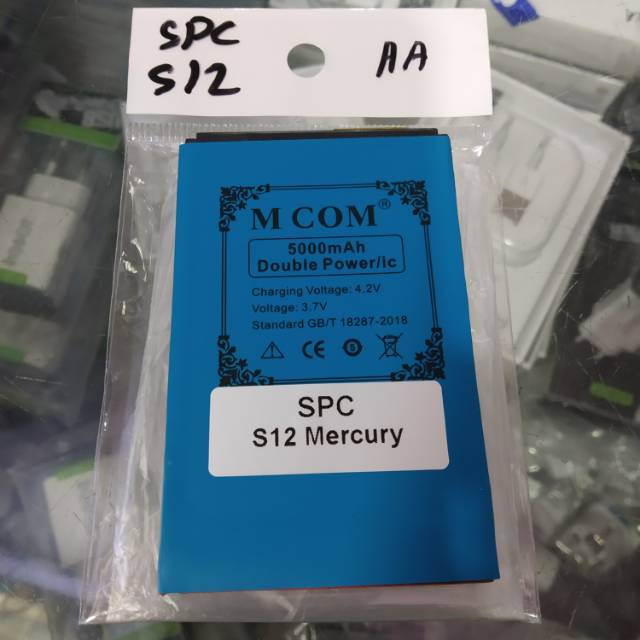 SPC
S12
AA
M COM®
5000mAh
Double Power/ic
Charging Voltage: 4.2V
Voltage: 3.7V
Standard GB/T 18287-2018
CE
SPC
S12 Mercury